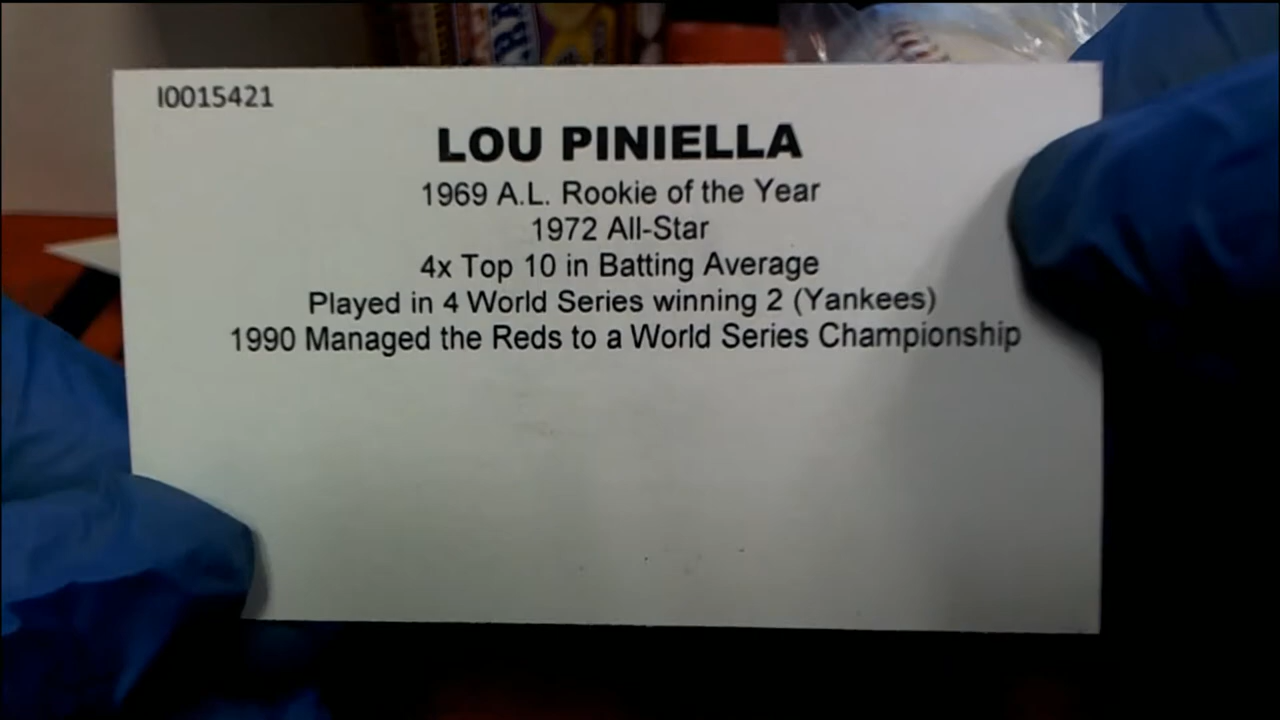 I0015421
LOU PINIELLA
1969 A.L. Rookie of the Year
1972 All-Star
4x Top 10 in Batting Average
Played in 4 World Series winning 2 (Yankees)
1990 Managed the Reds to a World Series Championship